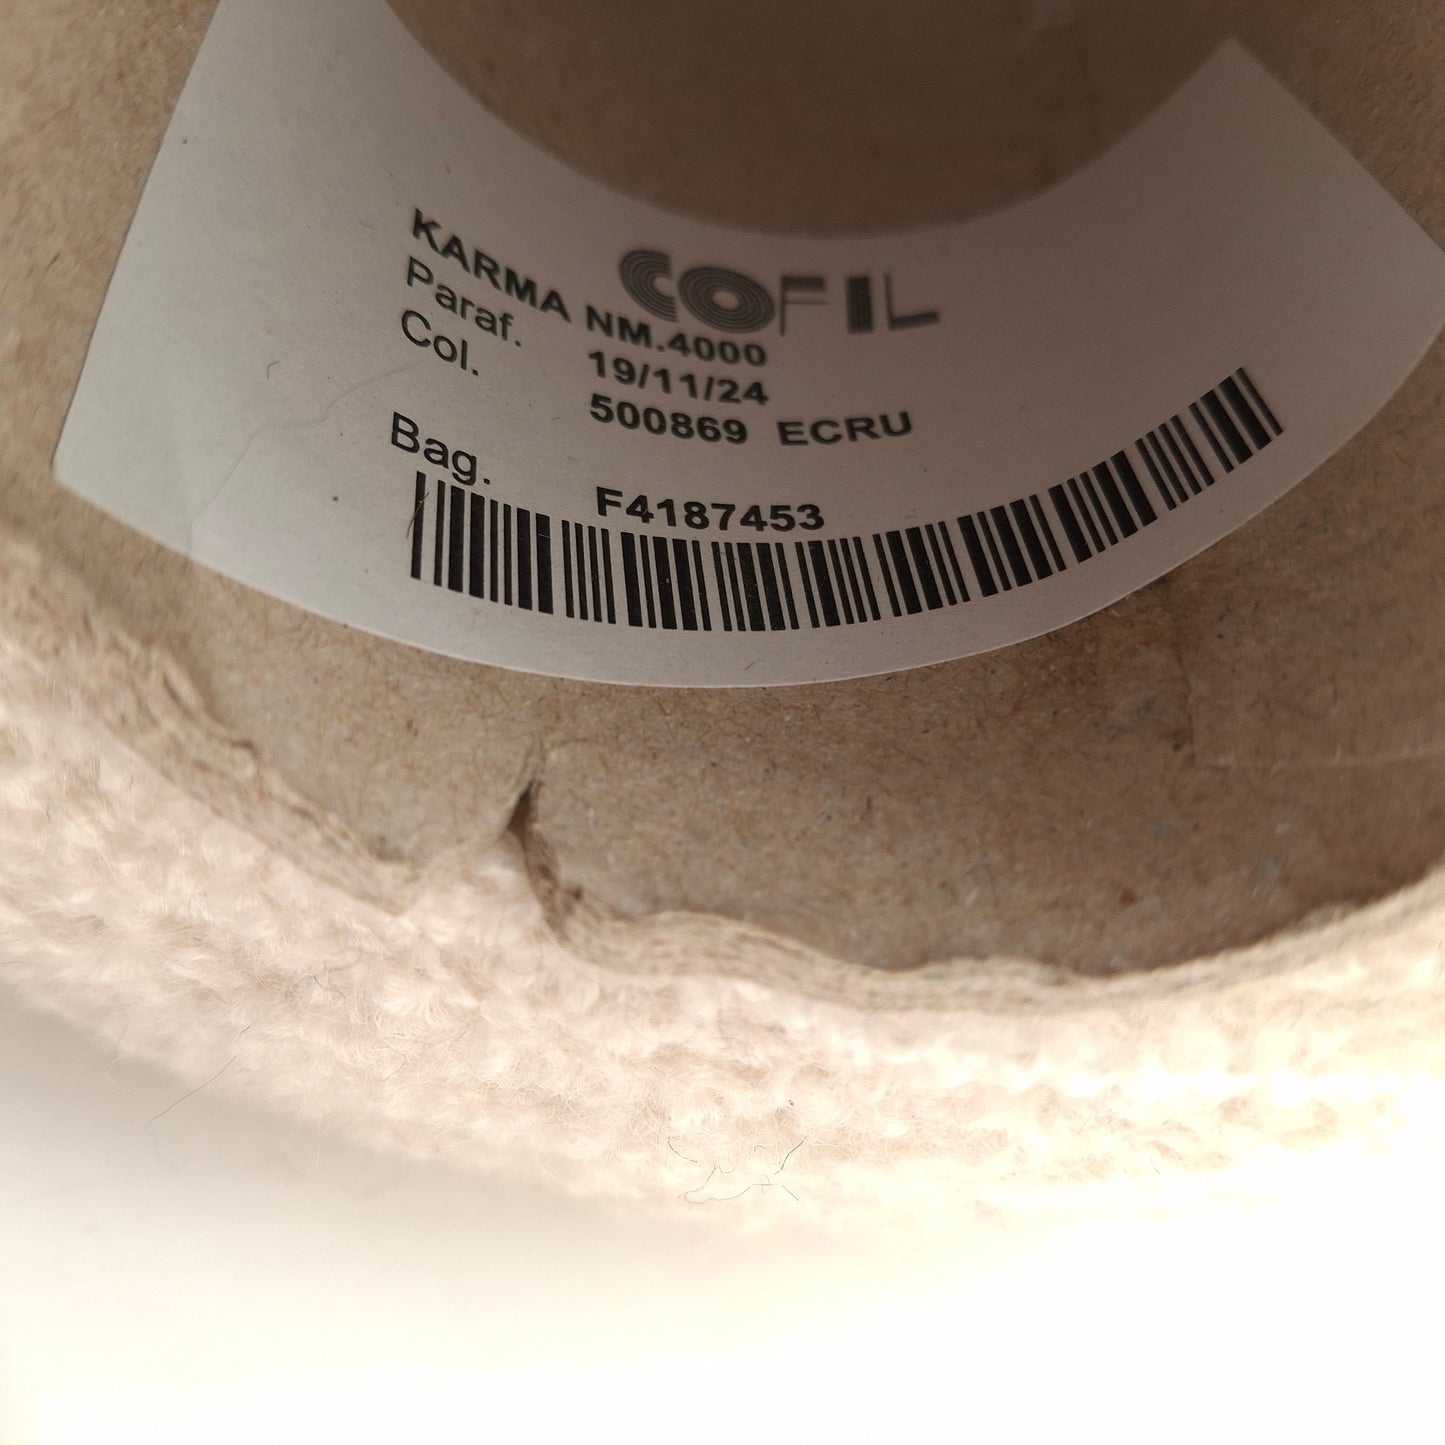 COFIL
KARMA NM.4000
Paraf. 19/11/24
Col. 500869 ECRU
Bag. F4187453